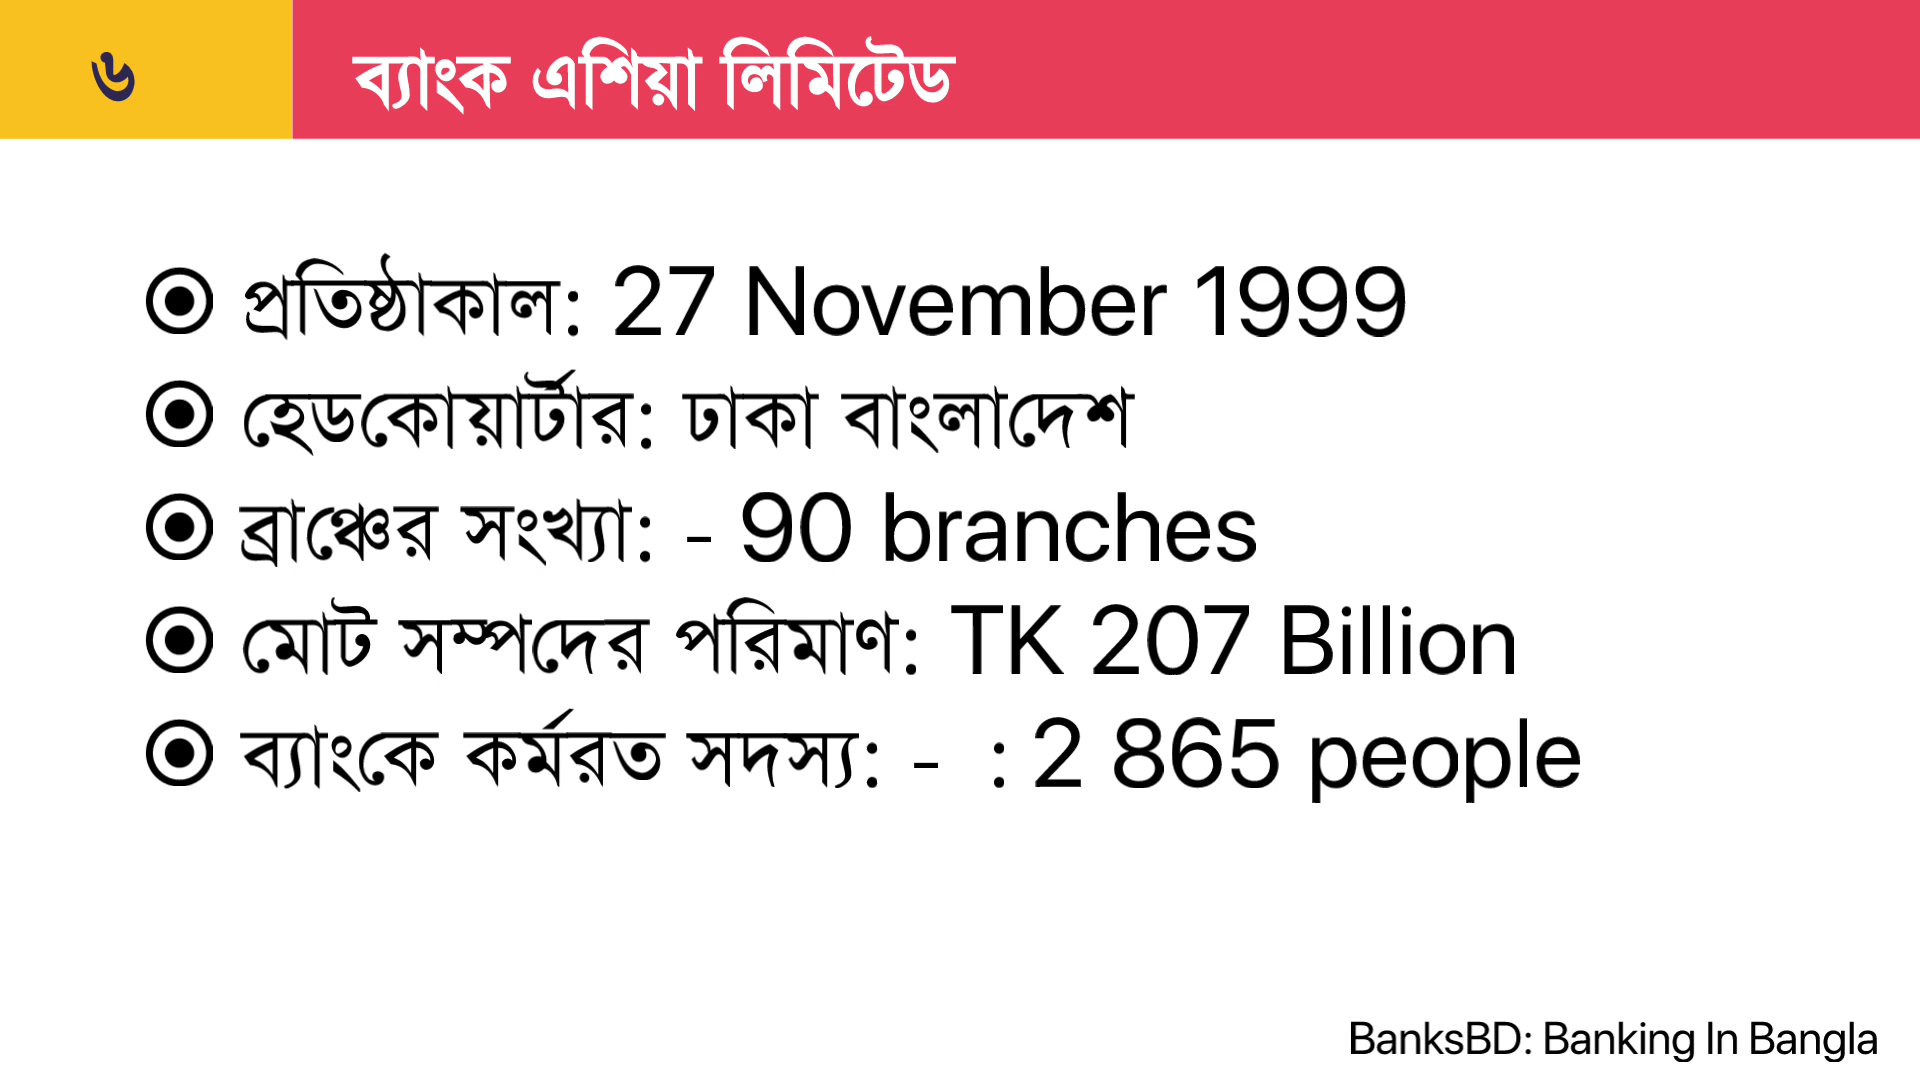 ৬
ব্যাংক এশিয়া লিমিটেড
প্রতিষ্ঠাকাল: 27 November 1999
হেডকোয়ার্টার: ঢাকা বাংলাদেশ
ব্রাঞ্চের সংখ্যা: - 90 branches
মোট সম্পদের পরিমাণ: TK 207 Billion
ব্যাংকে কর্মরত সদস্য: - : 2 865 people
BanksBD: Banking In Bangla